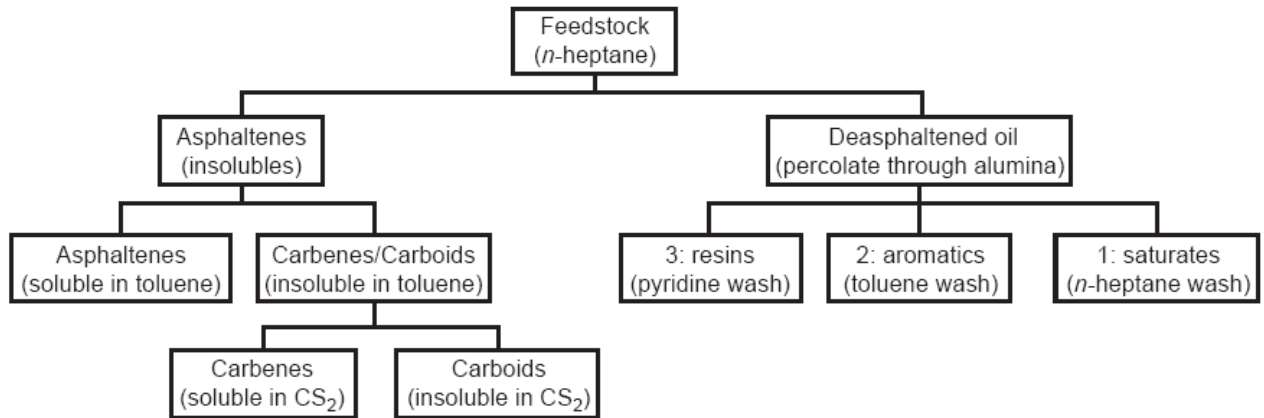 Feedstock
(n-heptane)
Asphaltenes
(insolubles)
Deasphaltened oil
(percolate through alumina)
Asphaltenes
(soluble in toluene)
Carbenes/Carboids
(insoluble in toluene)
3: resins
(pyridine wash)
2: aromatics
(toluene wash)
1: saturates
(n-heptane wash)
Carbenes
(soluble in CS₂)
Carboids
(insoluble in CS₂)